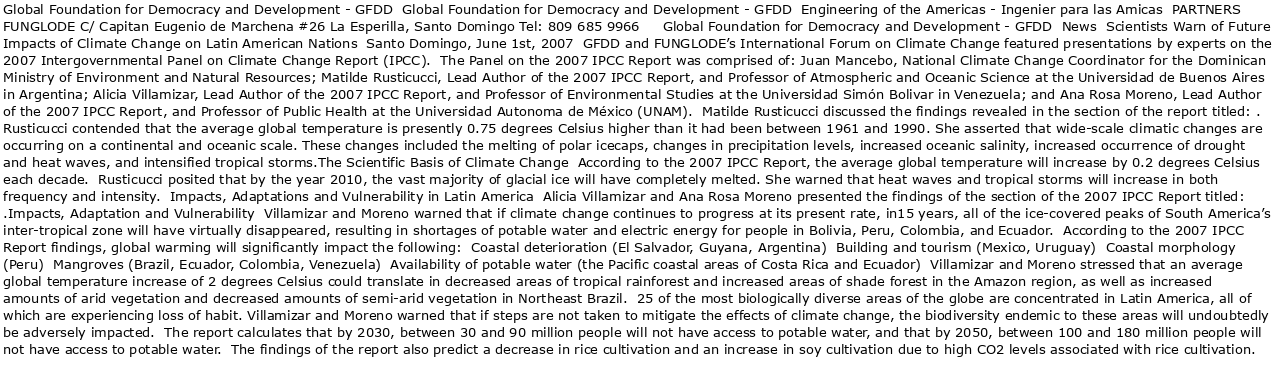 Global Foundation for Democracy and Development - GFDD  Global Foundation for Democracy and Development - GFDD  Engineering of the Americas - Ingenier para las Amicas  PARTNERS
FUNGLODE C/ Capitan Eugenio de Marchena #26 La Esperilla, Santo Domingo Tel: 809 685 9966     Global Foundation for Democracy and Development - GFDD  News  Scientists Warn of Future
Impacts of Climate Change on Latin American Nations  Santo Domingo, June 1st, 2007  GFDD and FUNGLODE’s International Forum on Climate Change featured presentations by experts on the
2007 Intergovernmental Panel on Climate Change Report (IPCC).  The Panel on the 2007 IPCC Report was comprised of: Juan Mancebo, National Climate Change Coordinator for the Dominican
Ministry of Environment and Natural Resources; Matilde Rusticucci, Lead Author of the 2007 IPCC Report, and Professor of Atmospheric and Oceanic Science at the Universidad de Buenos Aires
in Argentina; Alicia Villamizar, Lead Author of the 2007 IPCC Report, and Professor of Environmental Studies at the Universidad Simón Bolivar in Venezuela; and Ana Rosa Moreno, Lead Author
of the 2007 IPCC Report, and Professor of Public Health at the Universidad Autonoma de México (UNAM).  Matilde Rusticucci discussed the findings revealed in the section of the report titled: .
Rusticucci contended that the average global temperature is presently 0.75 degrees Celsius higher than it had been between 1961 and 1990. She asserted that wide-scale climatic changes are
occurring on a continental and oceanic scale. These changes included the melting of polar icecaps, changes in precipitation levels, increased oceanic salinity, increased occurrence of drought
and heat waves, and intensified tropical storms.The Scientific Basis of Climate Change  According to the 2007 IPCC Report, the average global temperature will increase by 0.2 degrees Celsius
each decade.  Rusticucci posited that by the year 2010, the vast majority of glacial ice will have completely melted. She warned that heat waves and tropical storms will increase in both
frequency and intensity.  Impacts, Adaptations and Vulnerability in Latin America  Alicia Villamizar and Ana Rosa Moreno presented the findings of the section of the 2007 IPCC Report titled:
.Impacts, Adaptation and Vulnerability  Villamizar and Moreno warned that if climate change continues to progress at its present rate, in15 years, all of the ice-covered peaks of South America’s
inter-tropical zone will have virtually disappeared, resulting in shortages of potable water and electric energy for people in Bolivia, Peru, Colombia, and Ecuador.  According to the 2007 IPCC
Report findings, global warming will significantly impact the following:  Coastal deterioration (El Salvador, Guyana, Argentina)  Building and tourism (Mexico, Uruguay)  Coastal morphology
(Peru)  Mangroves (Brazil, Ecuador, Colombia, Venezuela)  Availability of potable water (the Pacific coastal areas of Costa Rica and Ecuador)  Villamizar and Moreno stressed that an average
global temperature increase of 2 degrees Celsius could translate in decreased areas of tropical rainforest and increased areas of shade forest in the Amazon region, as well as increased
amounts of arid vegetation and decreased amounts of semi-arid vegetation in Northeast Brazil.  25 of the most biologically diverse areas of the globe are concentrated in Latin America, all of
which are experiencing loss of habit. Villamizar and Moreno warned that if steps are not taken to mitigate the effects of climate change, the biodiversity endemic to these areas will undoubtedly
be adversely impacted.  The report calculates that by 2030, between 30 and 90 million people will not have access to potable water, and that by 2050, between 100 and 180 million people will
not have access to potable water.  The findings of the report also predict a decrease in rice cultivation and an increase in soy cultivation due to high CO2 levels associated with rice cultivation.